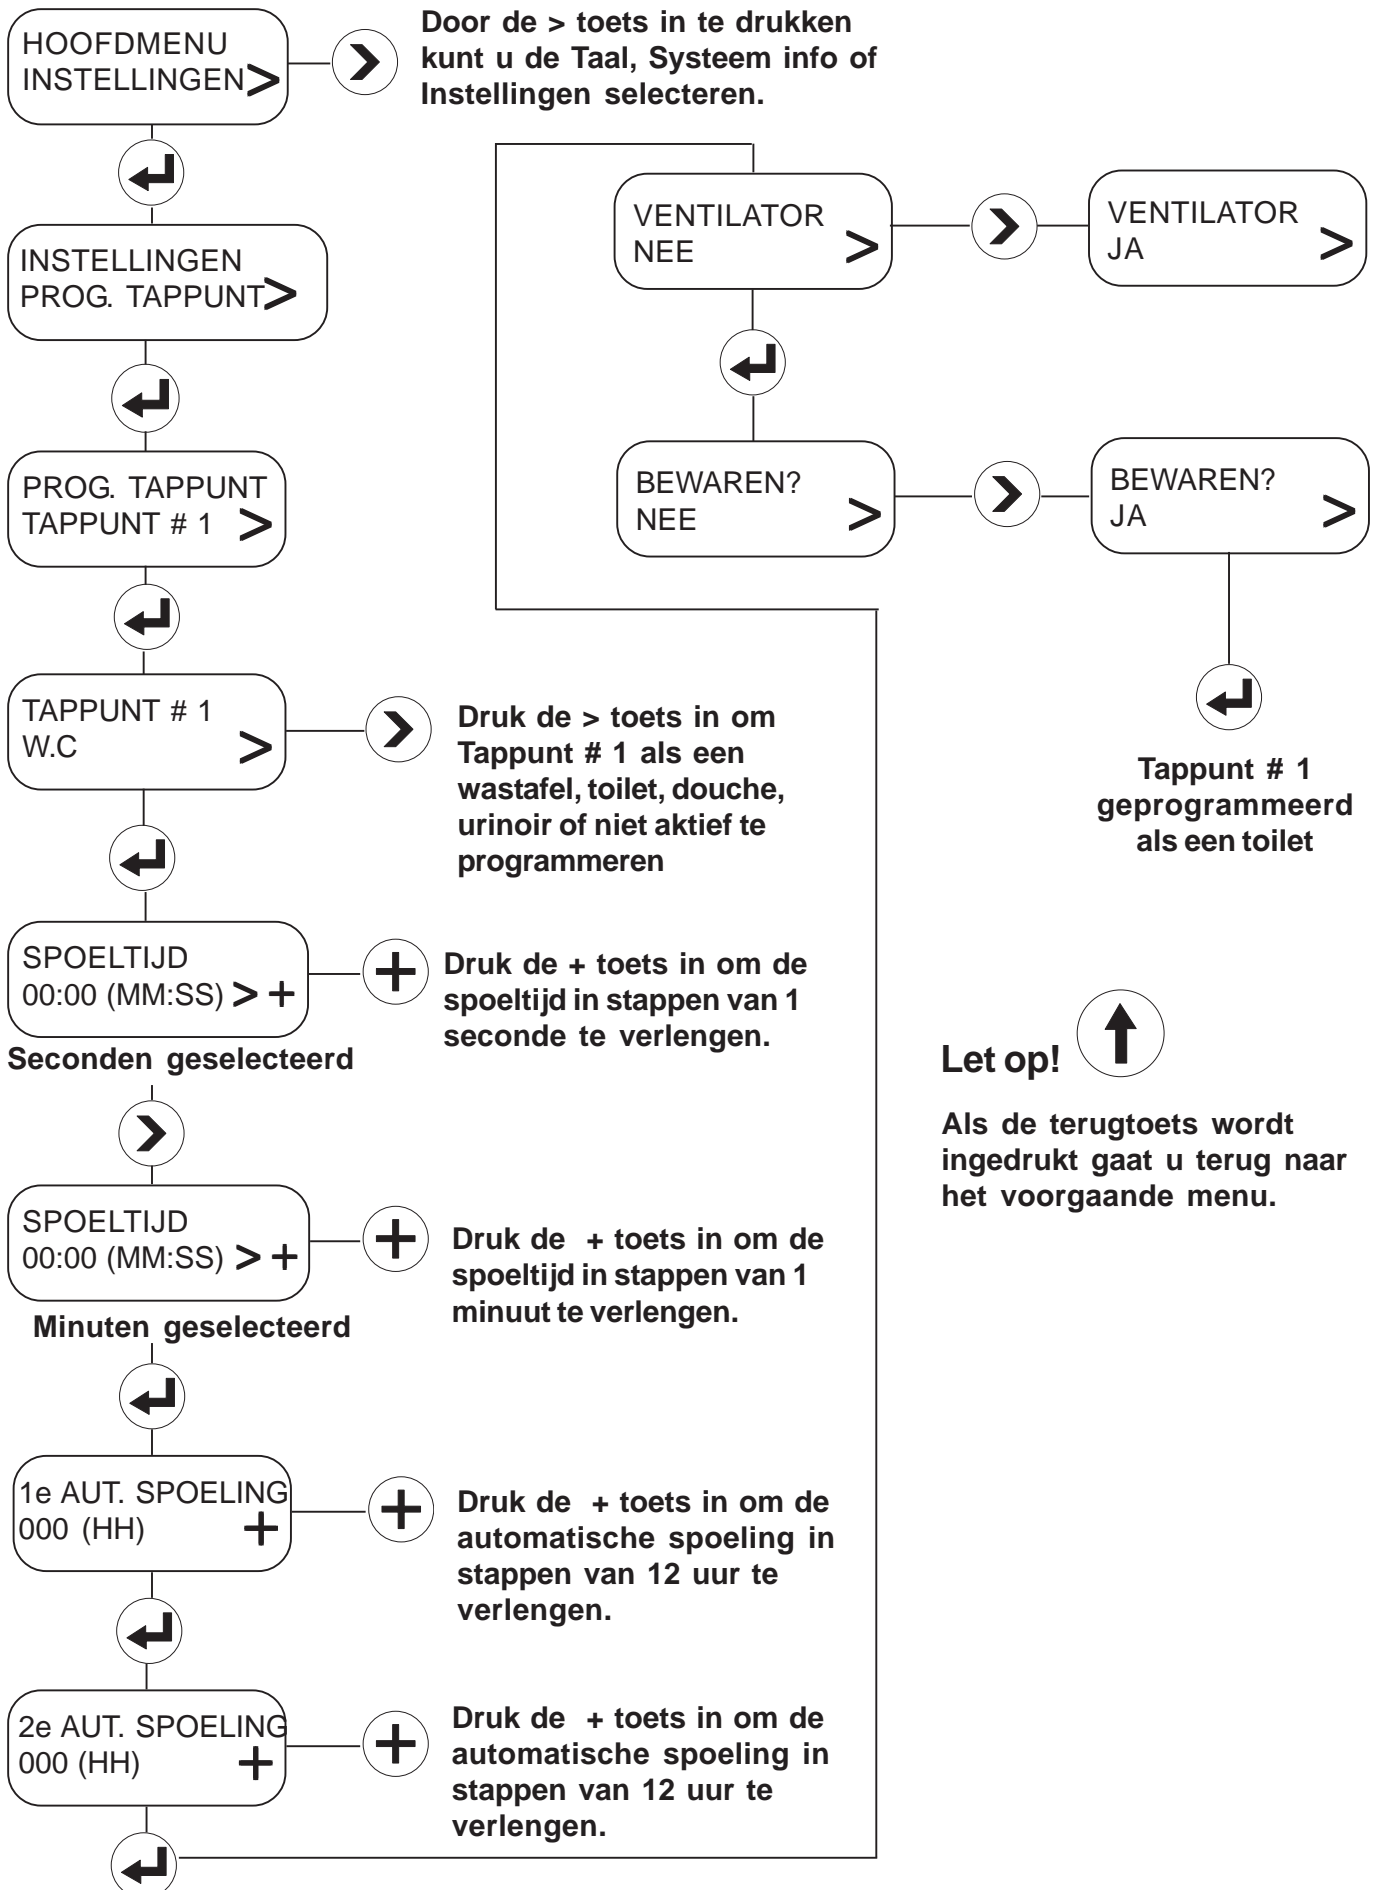 HOOFDMENU
INSTELLINGEN >
Door de > toets in te drukken
kunt u de Taal, Systeem info of
Instellingen selecteren.
INSTELLINGEN
PROG. TAPPUNT >
PROG. TAPPUNT
TAPPUNT # 1 >
TAPPUNT # 1
W.C >
Druk de > toets in om
Tappunt # 1 als een
wastafel, toilet, douche,
urinoir of niet aktief te
programmeren
SPOELTIJD
00:00 (MM:SS) > +
Seconden geselecteerd
Druk de + toets in om de
spoeltijd in stappen van 1
seconde te verlengen.
SPOELTIJD
00:00 (MM:SS) > +
Minuten geselecteerd
Druk de + toets in om de
spoeltijd in stappen van 1
minuut te verlengen.
1e AUT. SPOELING
000 (HH) +
Druk de + toets in om de
automatische spoeling in
stappen van 12 uur te
verlengen.
2e AUT. SPOELING
000 (HH) +
Druk de + toets in om de
automatische spoeling in
stappen van 12 uur te
verlengen.
VENTILATOR
NEE >
VENTILATOR
JA >
BEWAREN?
NEE >
BEWAREN?
JA >
Tappunt # 1
geprogrammeerd
als een toilet
Let op!
Als de terugtoets wordt
ingedrukt gaat u terug naar
het voorgaande menu.